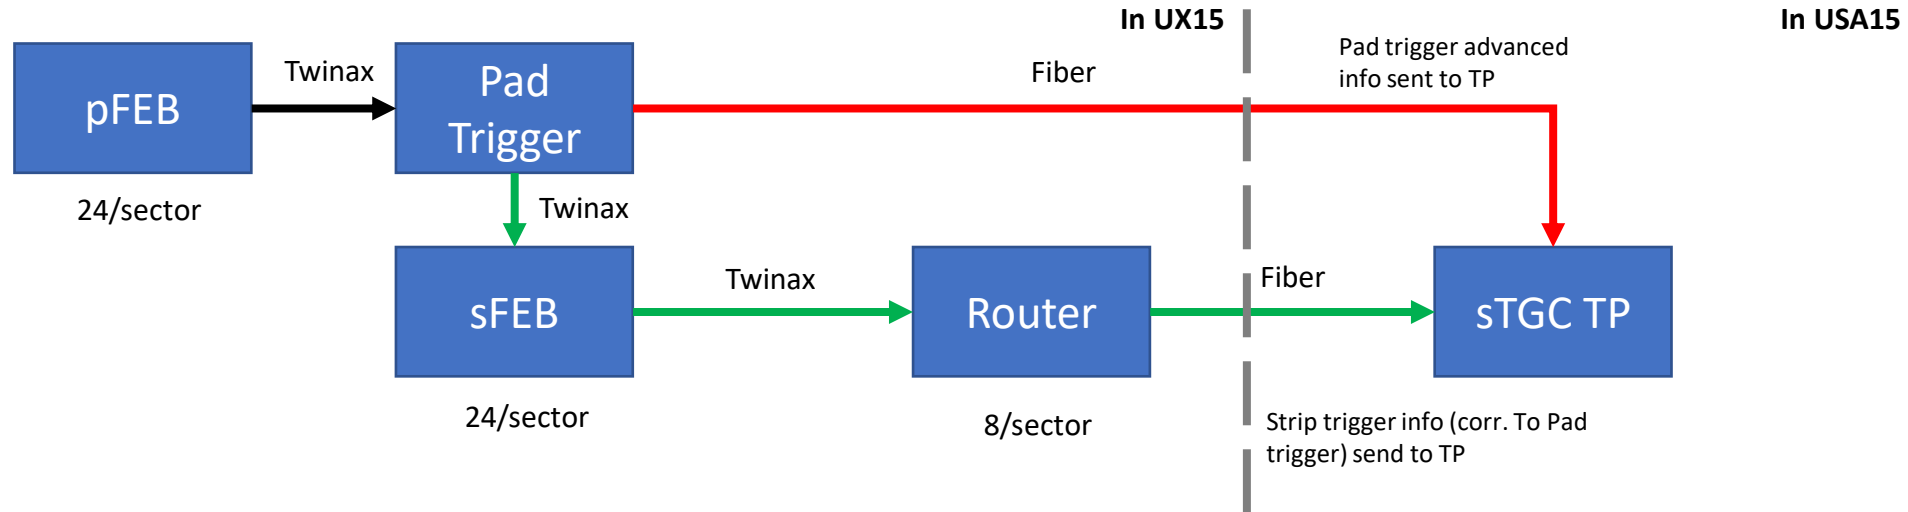 In UX15
In USA15
Pad trigger advanced
info sent to TP
Twinax
Fiber
pFEB
Pad
Trigger
24/sector
Twinax
sFEB
Twinax
Router
Fiber
sTGC TP
24/sector
8/sector
Strip trigger info (corr. To Pad
trigger) send to TP